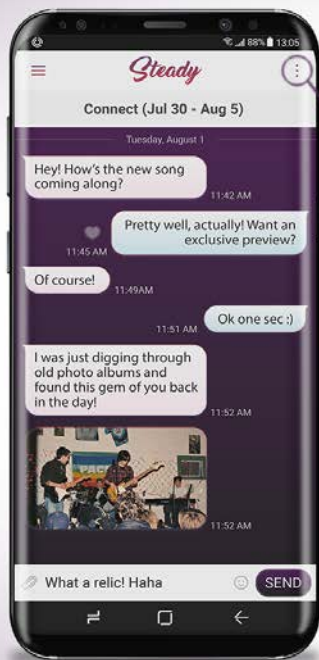 88% 13:05
Steady
Connect (Jul 30 - Aug 5)
Tuesday, August 1
Hey! How's the new song
coming along?
11:42 AM
Pretty well, actually! Want an
exclusive preview?
11:45 AM
Of course!
11:49AM
Ok one sec :)
11:51 AM
I was just digging through
old photo albums and
found this gem of you back
in the day!
11:52 AM
PACE
11:52 AM
What a relic! Haha
SEND